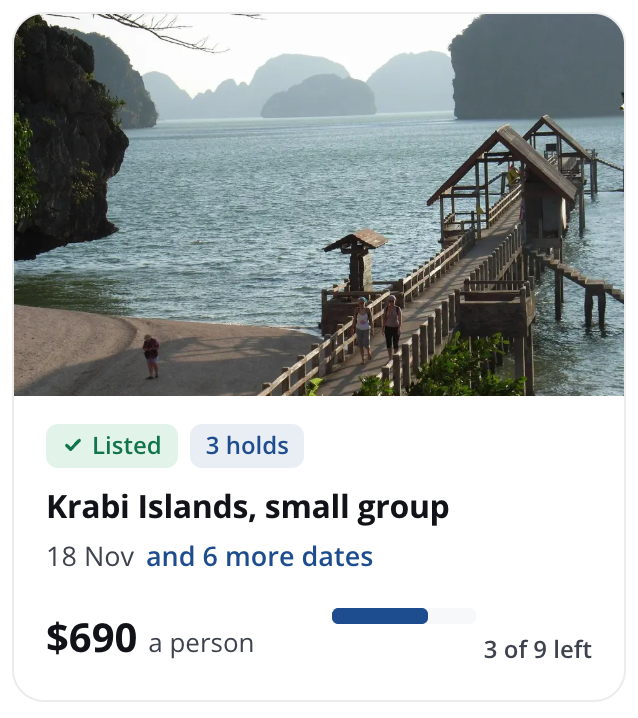 Listed
3 holds
Krabi Islands, small group
18 Nov and 6 more dates
$690 a person
3 of 9 left